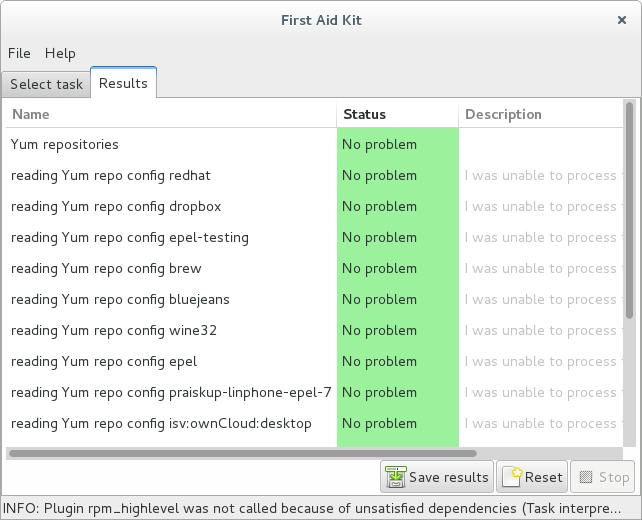 First Aid Kit ×
File Help
Select task Results
Name Status Description
Yum repositories No problem
reading Yum repo config redhat No problem I was unable to process
reading Yum repo config dropbox No problem I was unable to process
reading Yum repo config epel-testing No problem I was unable to process
reading Yum repo config brew No problem I was unable to process
reading Yum repo config bluejeans No problem I was unable to process
reading Yum repo config wine32 No problem I was unable to process
reading Yum repo config epel No problem I was unable to process
reading Yum repo config praiskup-linphone-epel-7 No problem I was unable to process
reading Yum repo config isv:ownCloud:desktop No problem I was unable to process
Save results Reset Stop
INFO: Plugin rpm_highlevel was not called because of unsatisfied dependencies (Task interpre...